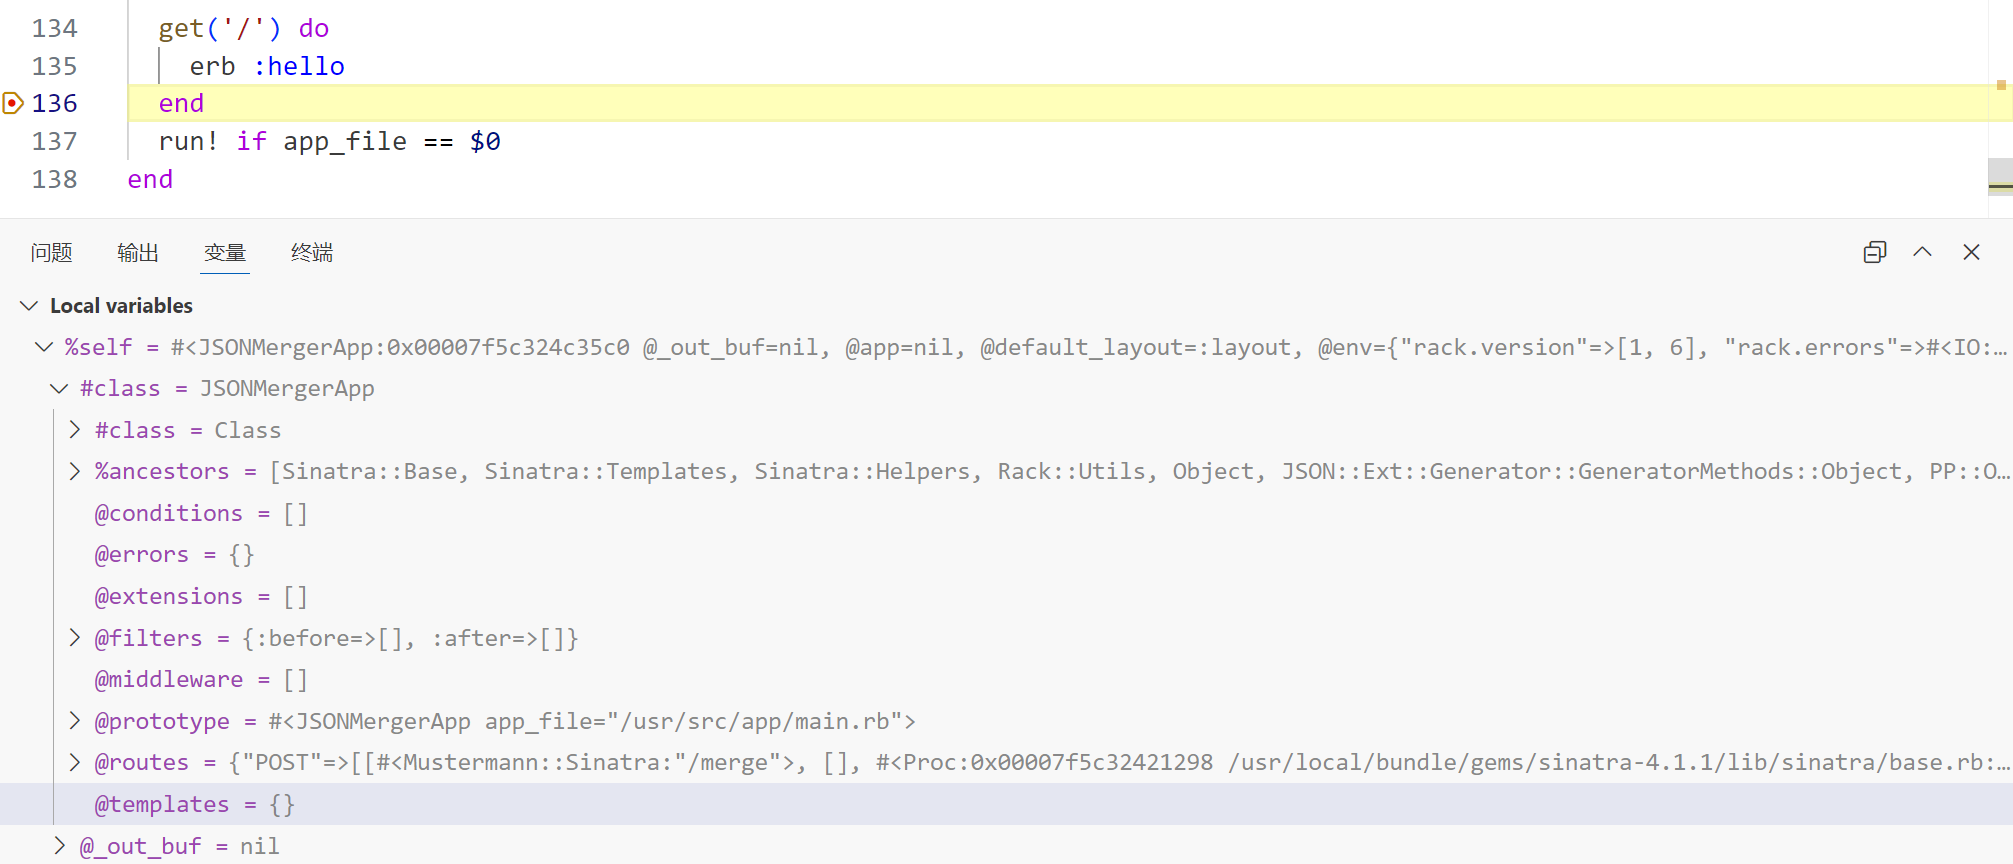 134 get('/') do
135 erb :hello
136 end
137 run! if app_file == $0
138 end
问题 输出 变量 终端
Local variables
%self = #<JSONMergerApp:0x00007f5c324c35c0 @_out_buf=nil, @app=nil, @default_layout=:layout, @env={"rack.version"=>[1, 6], "rack.errors"=>#<IO:…
#class = JSONMergerApp
#class = Class
%ancestors = [Sinatra::Base, Sinatra::Templates, Sinatra::Helpers, Rack::Utils, Object, JSON::Ext::Generator::GeneratorMethods::Object, PP::O…
@conditions = []
@errors = {}
@extensions = []
@filters = {:before=>[], :after=>[]}
@middleware = []
@prototype = #<JSONMergerApp app_file="/usr/src/app/main.rb">
@routes = {"POST"=>[[#<Mustermann::Sinatra:"/merge">, [], #<Proc:0x00007f5c32421298 /usr/local/bundle/gems/sinatra-4.1.1/lib/sinatra/base.rb:…
@templates = {}
@_out_buf = nil